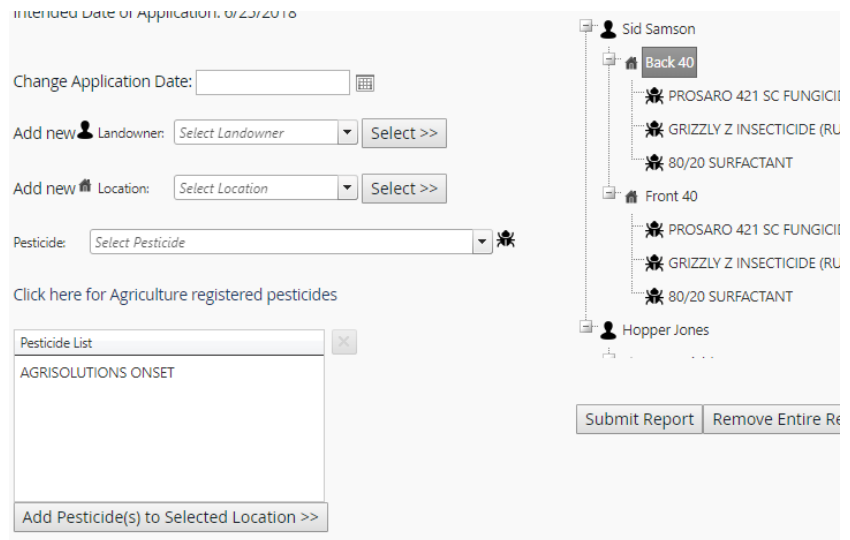 Intended Date of Application: 6/25/2018
Change Application Date:
Add new Landowner: Select Landowner Select >>
Add new Location: Select Location Select >>
Pesticide: Select Pesticide
Click here for Agriculture registered pesticides
Pesticide List
AGRISOLUTIONS ONSET
Add Pesticide(s) to Selected Location >>
Sid Samson
Back 40
PROSARO 421 SC FUNGICID
GRIZZLY Z INSECTICIDE (RU
80/20 SURFACTANT
Front 40
PROSARO 421 SC FUNGICID
GRIZZLY Z INSECTICIDE (RU
80/20 SURFACTANT
Hopper Jones
Submit Report Remove Entire Re